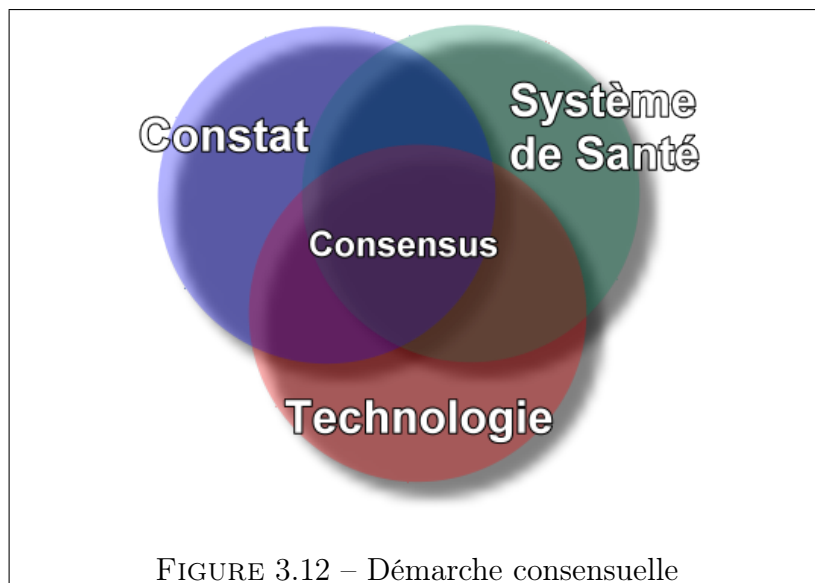 Constat
Système
de Santé
Consensus
Technologie
FIGURE 3.12 – Démarche consensuelle